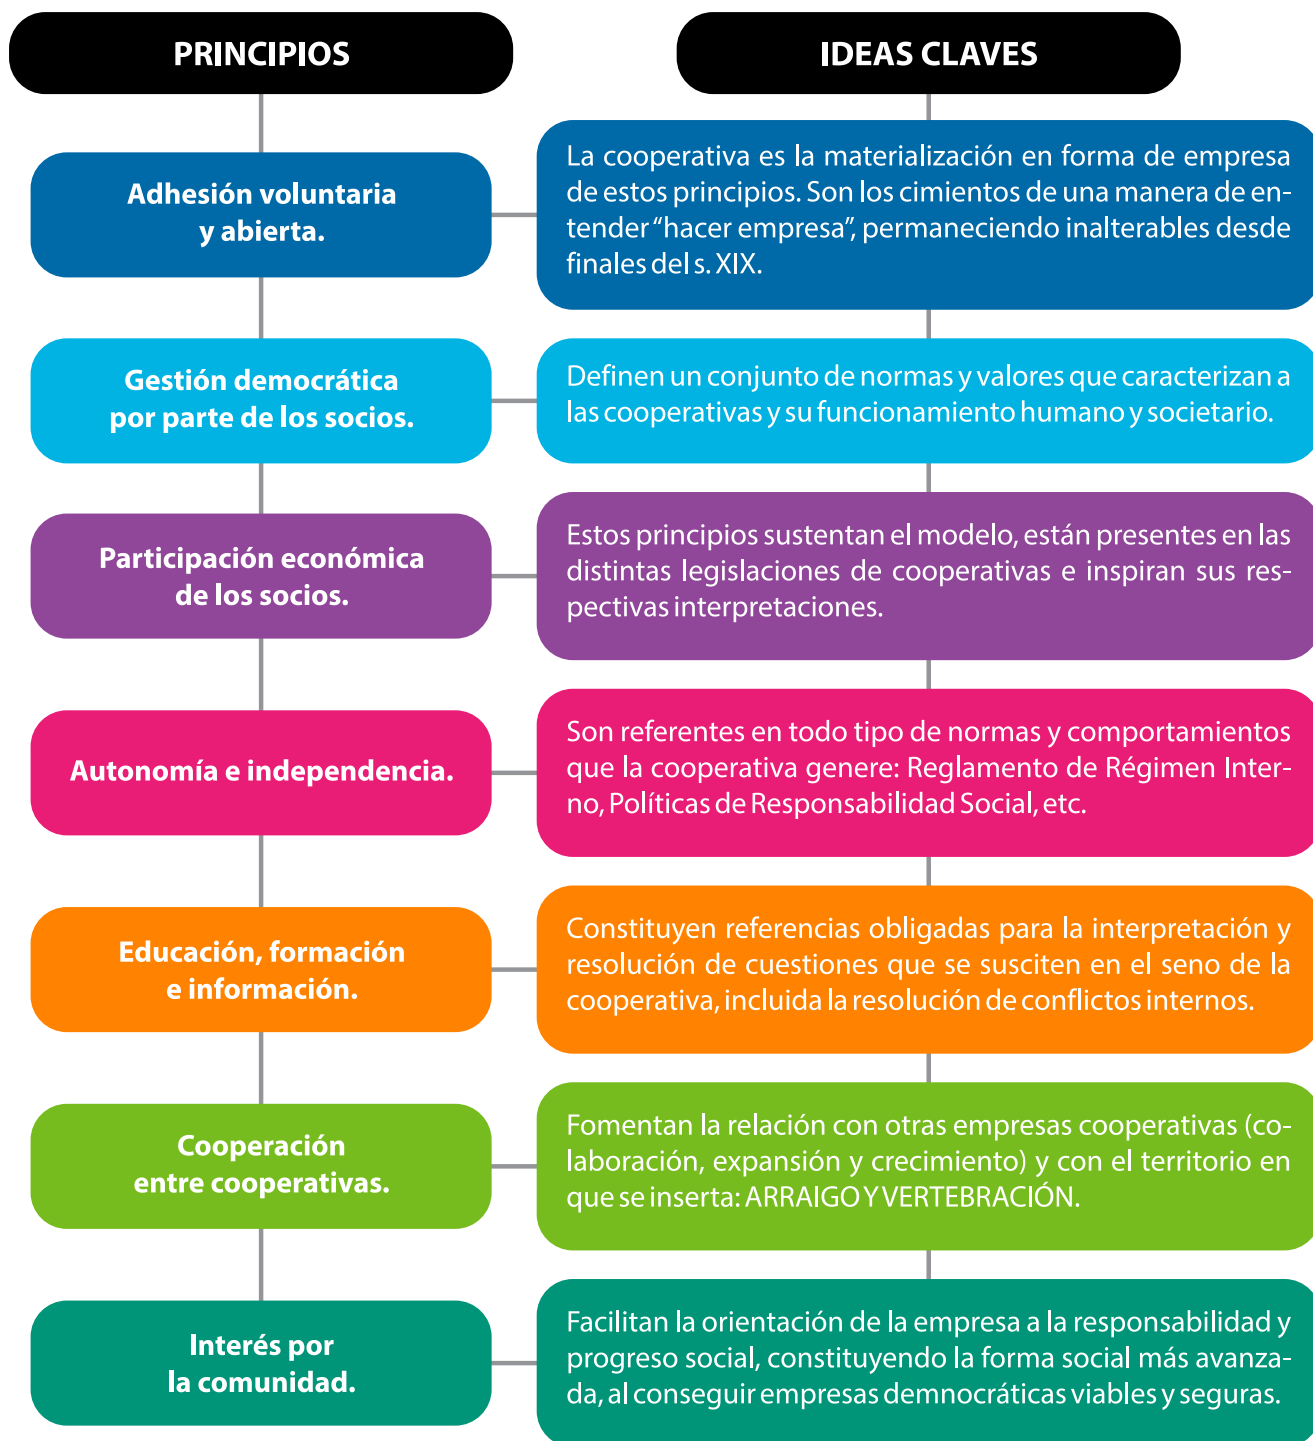 PRINCIPIOS
IDEAS CLAVES
Adhesión voluntaria
y abierta.
La cooperativa es la materialización en forma de empresa
de estos principios. Son los cimientos de una manera de en-
tender “hacer empresa”, permaneciendo inalterables desde
finales del s. XIX.
Gestión democrática
por parte de los socios.
Definen un conjunto de normas y valores que caracterizan a
las cooperativas y su funcionamiento humano y societario.
Participación económica
de los socios.
Estos principios sustentan el modelo, están presentes en las
distintas legislaciones de cooperativas e inspiran sus res-
pectivas interpretaciones.
Autonomía e independencia.
Son referentes en todo tipo de normas y comportamientos
que la cooperativa genere: Reglamento de Régimen Inter-
no, Políticas de Responsabilidad Social, etc.
Educación, formación
e información.
Constituyen referencias obligadas para la interpretación y
resolución de cuestiones que se susciten en el seno de la
cooperativa, incluida la resolución de conflictos internos.
Cooperación
entre cooperativas.
Fomentan la relación con otras empresas cooperativas (co-
laboración, expansión y crecimiento) y con el territorio en
que se inserta: ARRAIGO Y VERTEBRACIÓN.
Interés por
la comunidad.
Facilitan la orientación de la empresa a la responsabilidad y
progreso social, constituyendo la forma social más avanza-
da, al conseguir empresas demnocráticas viables y seguras.